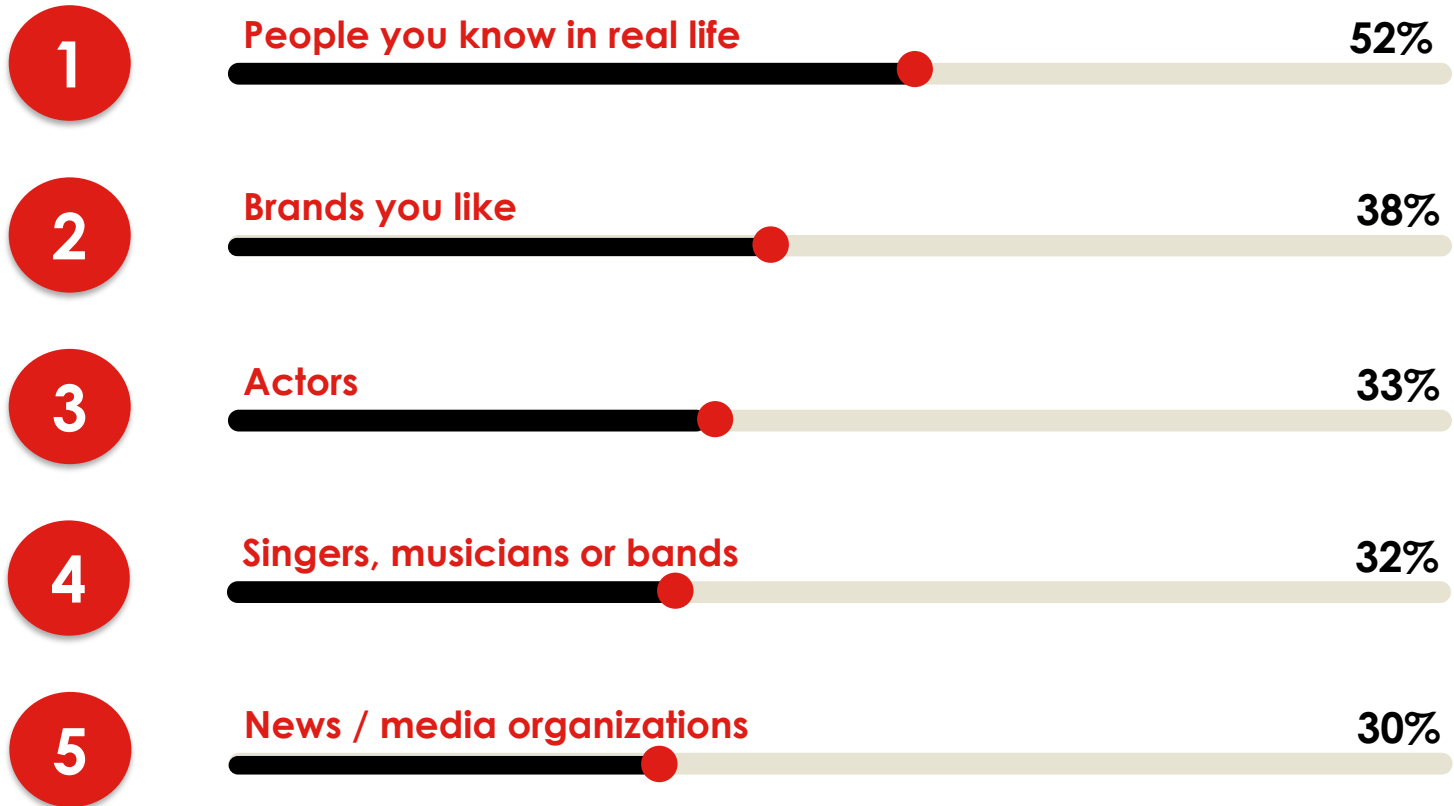 1
People you know in real life
52%
2
Brands you like
38%
3
Actors
33%
4
Singers, musicians or bands
32%
5
News / media organizations
30%